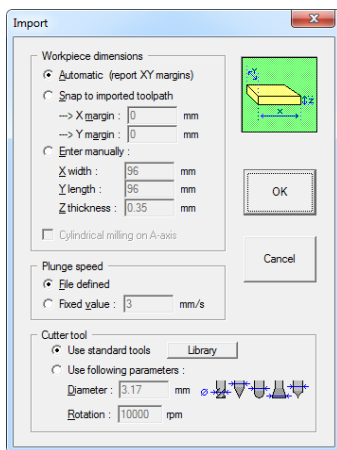 Import
Workpiece dimensions
Automatic (report XY margins)
Snap to imported toolpath
---> X margin : 0 mm
---> Y margin : 0 mm
Enter manually :
X width : 96 mm
Y length : 96 mm
Z thickness : 0.35 mm
Cylindrical milling on A-axis
Y
Z
X
OK
Cancel
Plunge speed
File defined
Fixed value : 3 mm/s
Cutter tool
Use standard tools Library
Use following parameters :
Diameter : 3.17 mm ⌀
Rotation : 10000 rpm